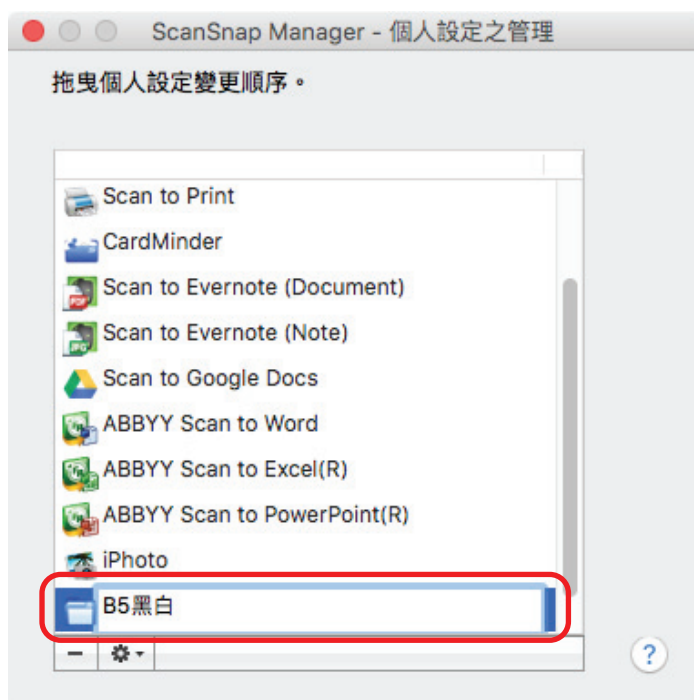 ScanSnap Manager - 個人設定之管理
拖曳個人設定變更順序。
Scan to Print
CardMinder
Scan to Evernote (Document)
Scan to Evernote (Note)
Scan to Google Docs
ABBYY Scan to Word
ABBYY Scan to Excel(R)
ABBYY Scan to PowerPoint(R)
iPhoto
B5黑白
?